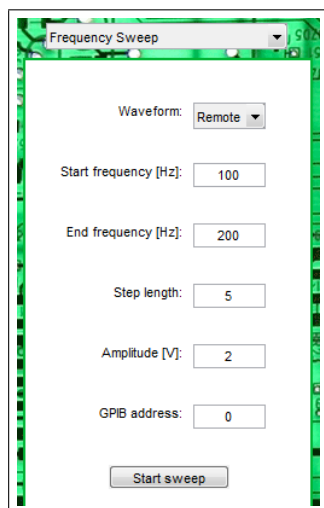 Frequency Sweep
Waveform: Remote
Start frequency [Hz]: 100
End frequency [Hz]: 200
Step length: 5
Amplitude [V]: 2
GPIB address: 0
Start sweep